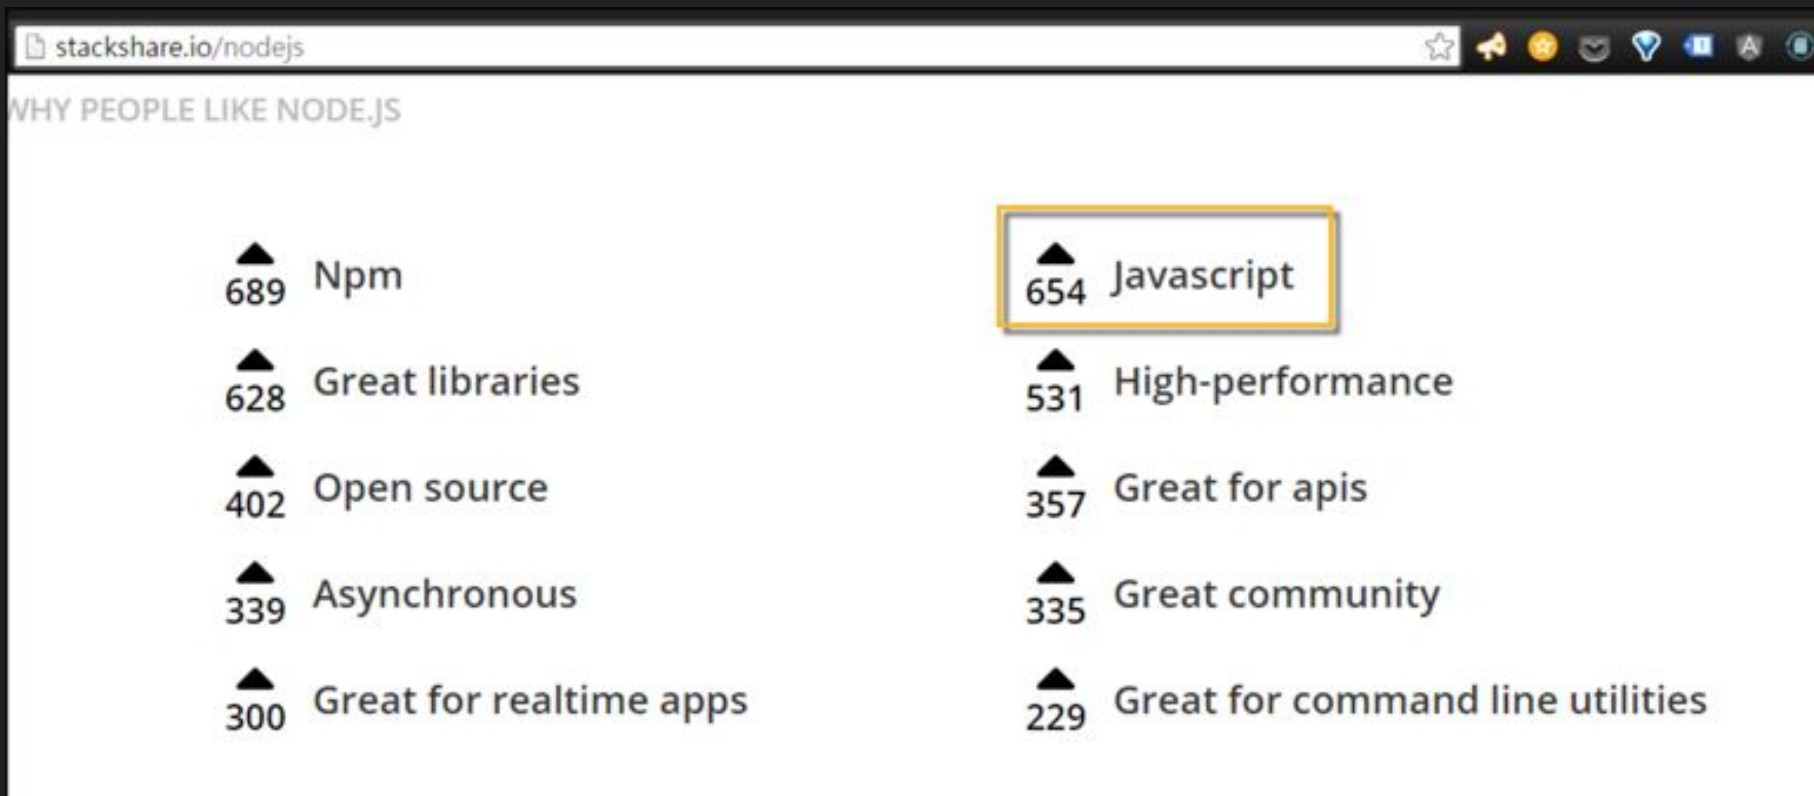 stackshare.io/nodejs
WHY PEOPLE LIKE NODE.JS
689 Npm
654 Javascript
628 Great libraries
531 High-performance
402 Open source
357 Great for apis
339 Asynchronous
335 Great community
300 Great for realtime apps
229 Great for command line utilities